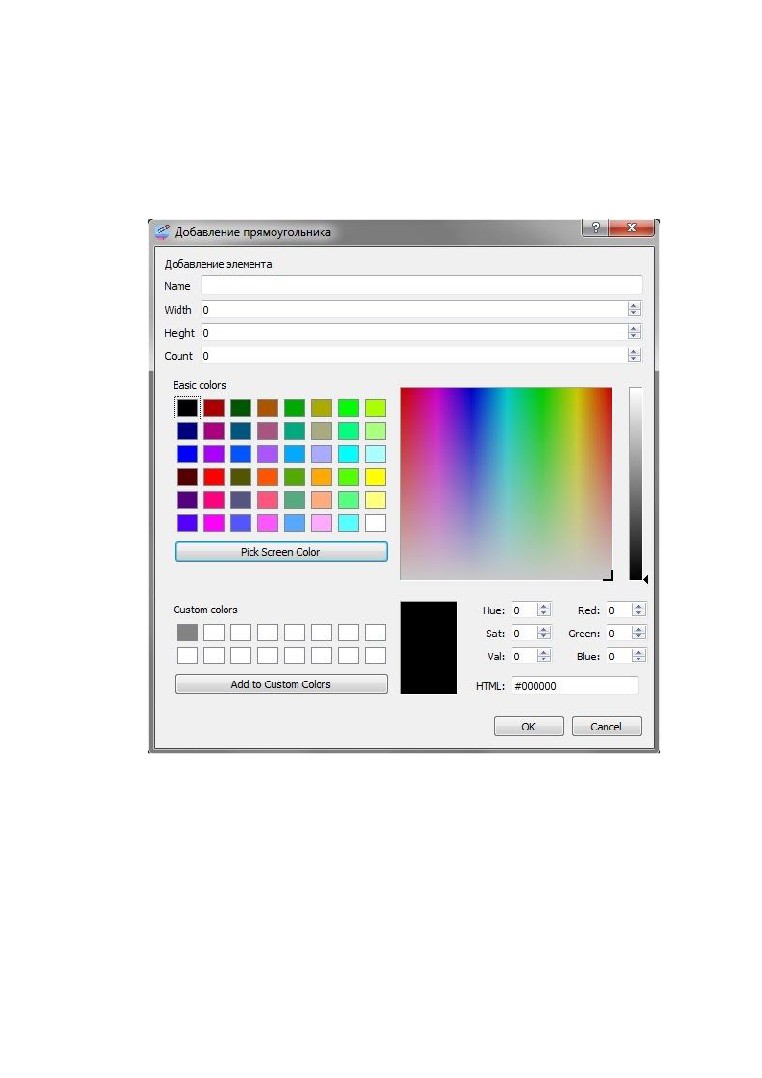 Добавление прямоугольника
Добавление элемента
Name
Width 0
Height 0
Count 0
Basic colors
Pick Screen Color
Custom colors
Add to Custom Colors
Hue: 0 Red: 0
Sat: 0 Green: 0
Val: 0 Blue: 0
HTML: #000000
OK Cancel